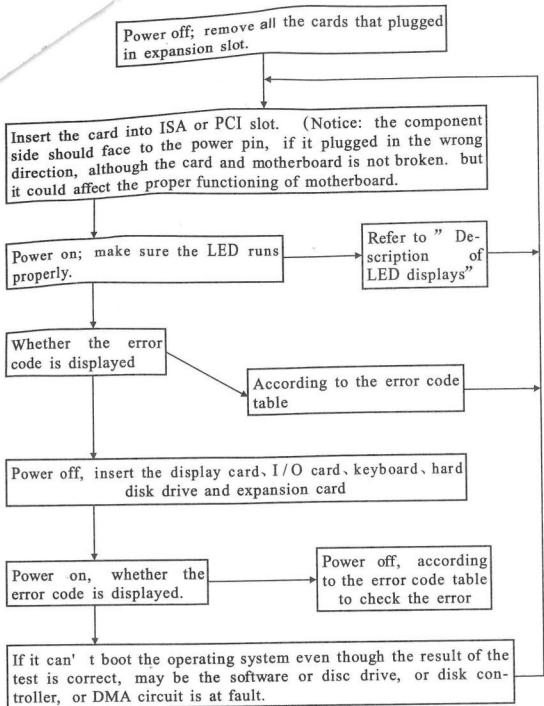 Power off; remove all the cards that plugged
in expansion slot.
Insert the card into ISA or PCI slot. (Notice: the component
side should face to the power pin, if it plugged in the wrong
direction, although the card and motherboard is not broken. but
it could affect the proper functioning of motherboard.
Power on; make sure the LED runs
properly.
Refer to " De-
scription of
LED displays"
Whether the error
code is displayed
According to the error code
table
Power off, insert the display card、I/O card、keyboard、hard
disk drive and expansion card
Power on, whether the
error code is displayed.
Power off, according
to the error code table
to check the error
If it can't boot the operating system even though the result of the
test is correct, may be the software or disc drive, or disk con-
troller, or DMA circuit is at fault.